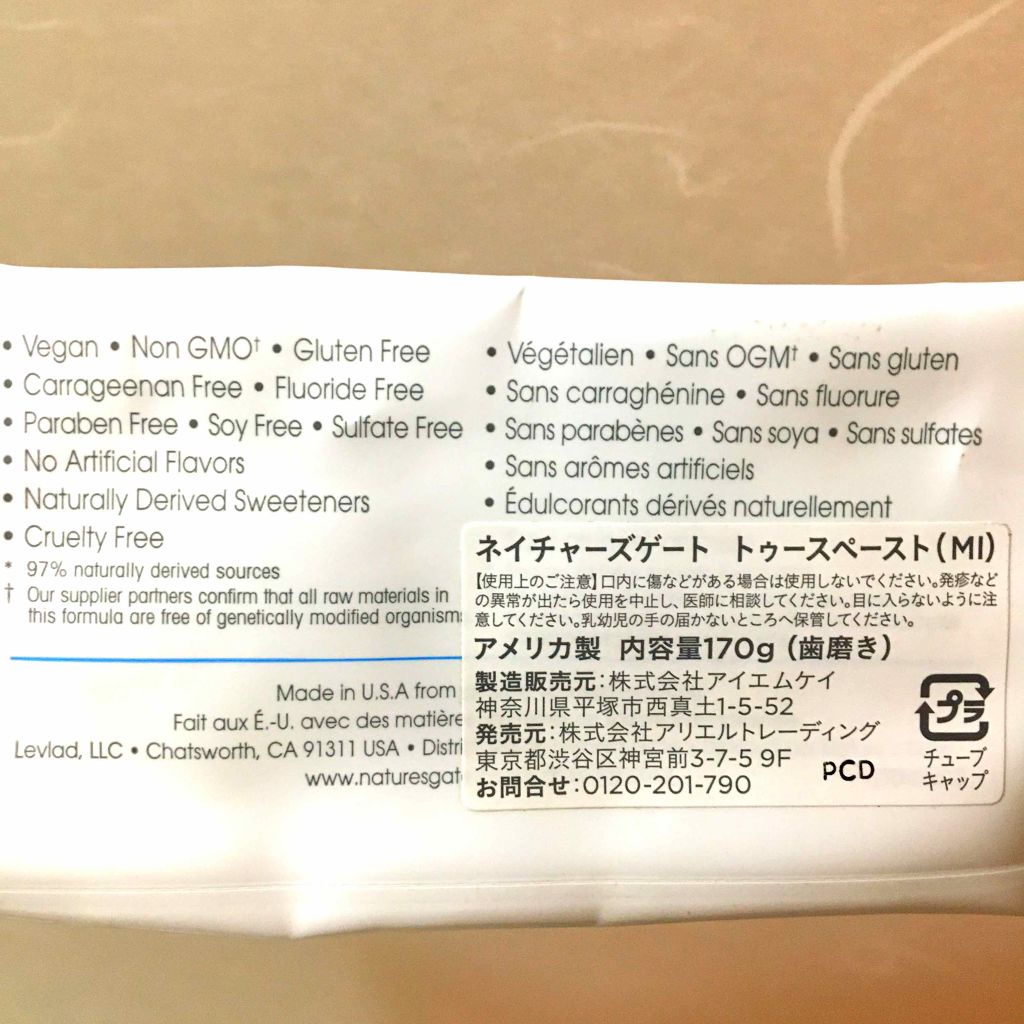 • Vegan • Non GMO† • Gluten Free
• Carrageenan Free • Fluoride Free
• Paraben Free • Soy Free • Sulfate Free
• No Artificial Flavors
• Naturally Derived Sweeteners
• Cruelty Free
* 97% naturally derived sources
† Our supplier partners confirm that all raw materials in
this formula are free of genetically modified organism
Made in U.S.A from
Fait aux É.-U. avec des matière
Levlad, LLC • Chatsworth, CA 91311 USA • Distri
www.naturesgat
• Végétalien • Sans OGM† • Sans gluten
• Sans carraghénine • Sans fluorure
• Sans parabènes • Sans soya • Sans sulfates
• Sans arômes artificiels
• Édulcorants dérivés naturellement
ネイチャーズゲート トゥースペースト(MI)
【使用上のご注意】口内に傷などがある場合は使用しないでください。発疹など
の異常が出たら使用を中止し、医師に相談してください。目に入らないように注
意してください。乳幼児の手の届かないところへ保管してください。
アメリカ製 内容量170g(歯磨き)
製造販売元:株式会社アイエムケイ
神奈川県平塚市西真土1-5-52
発売元:株式会社アリエルトレーディング
東京都渋谷区神宮前3-7-5 9F
お問合せ:0120-201-790
PCD
プラ
チューブ
キャップ